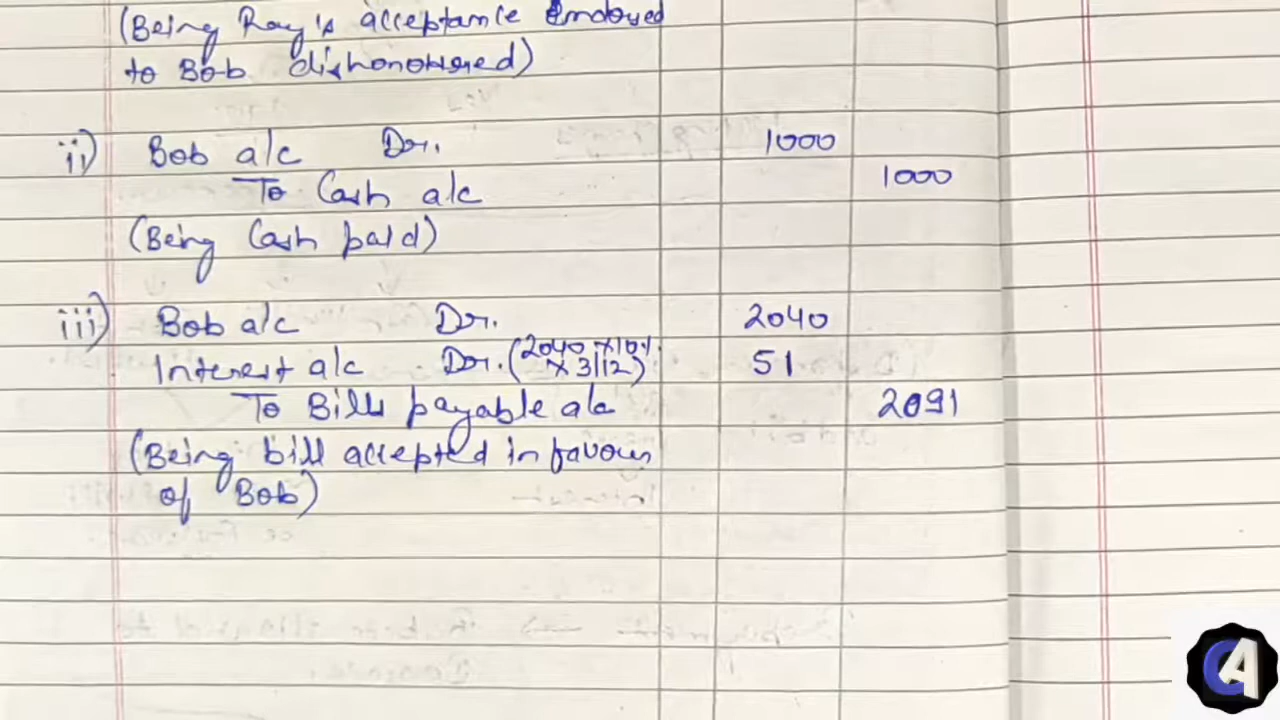 (Being Ray's acceptance Endorsed
to Bob dishonoured)
ii) Bob a/c Dr. 1000
To Cash a/c 1000
(Being Cash paid)
iii) Bob a/c Dr. 2040
Interest a/c Dr. (2040 x 10% x 3/12) 51
To Bills payable a/c 2091
(Being bill accepted in favour
of Bob)
CA